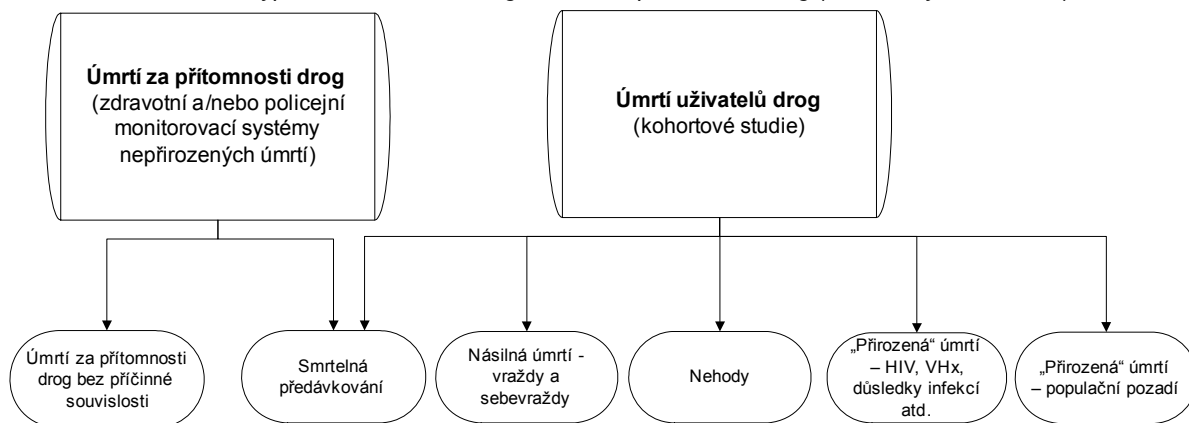 Úmrtí za přítomnosti drog
(zdravotní a/nebo policejní
monitorovací systémy
nepřirozených úmrtí)
Úmrtí uživatelů drog
(kohortové studie)
Úmrtí za přítomnosti
drog bez příčinné
souvislosti
Smrtelná
předávkování
Násilná úmrtí -
vraždy a
sebevraždy
Nehody
„Přirozená“ úmrtí
– HIV, VHx,
důsledky infekcí
atd.
„Přirozená“ úmrtí
– populační pozadí